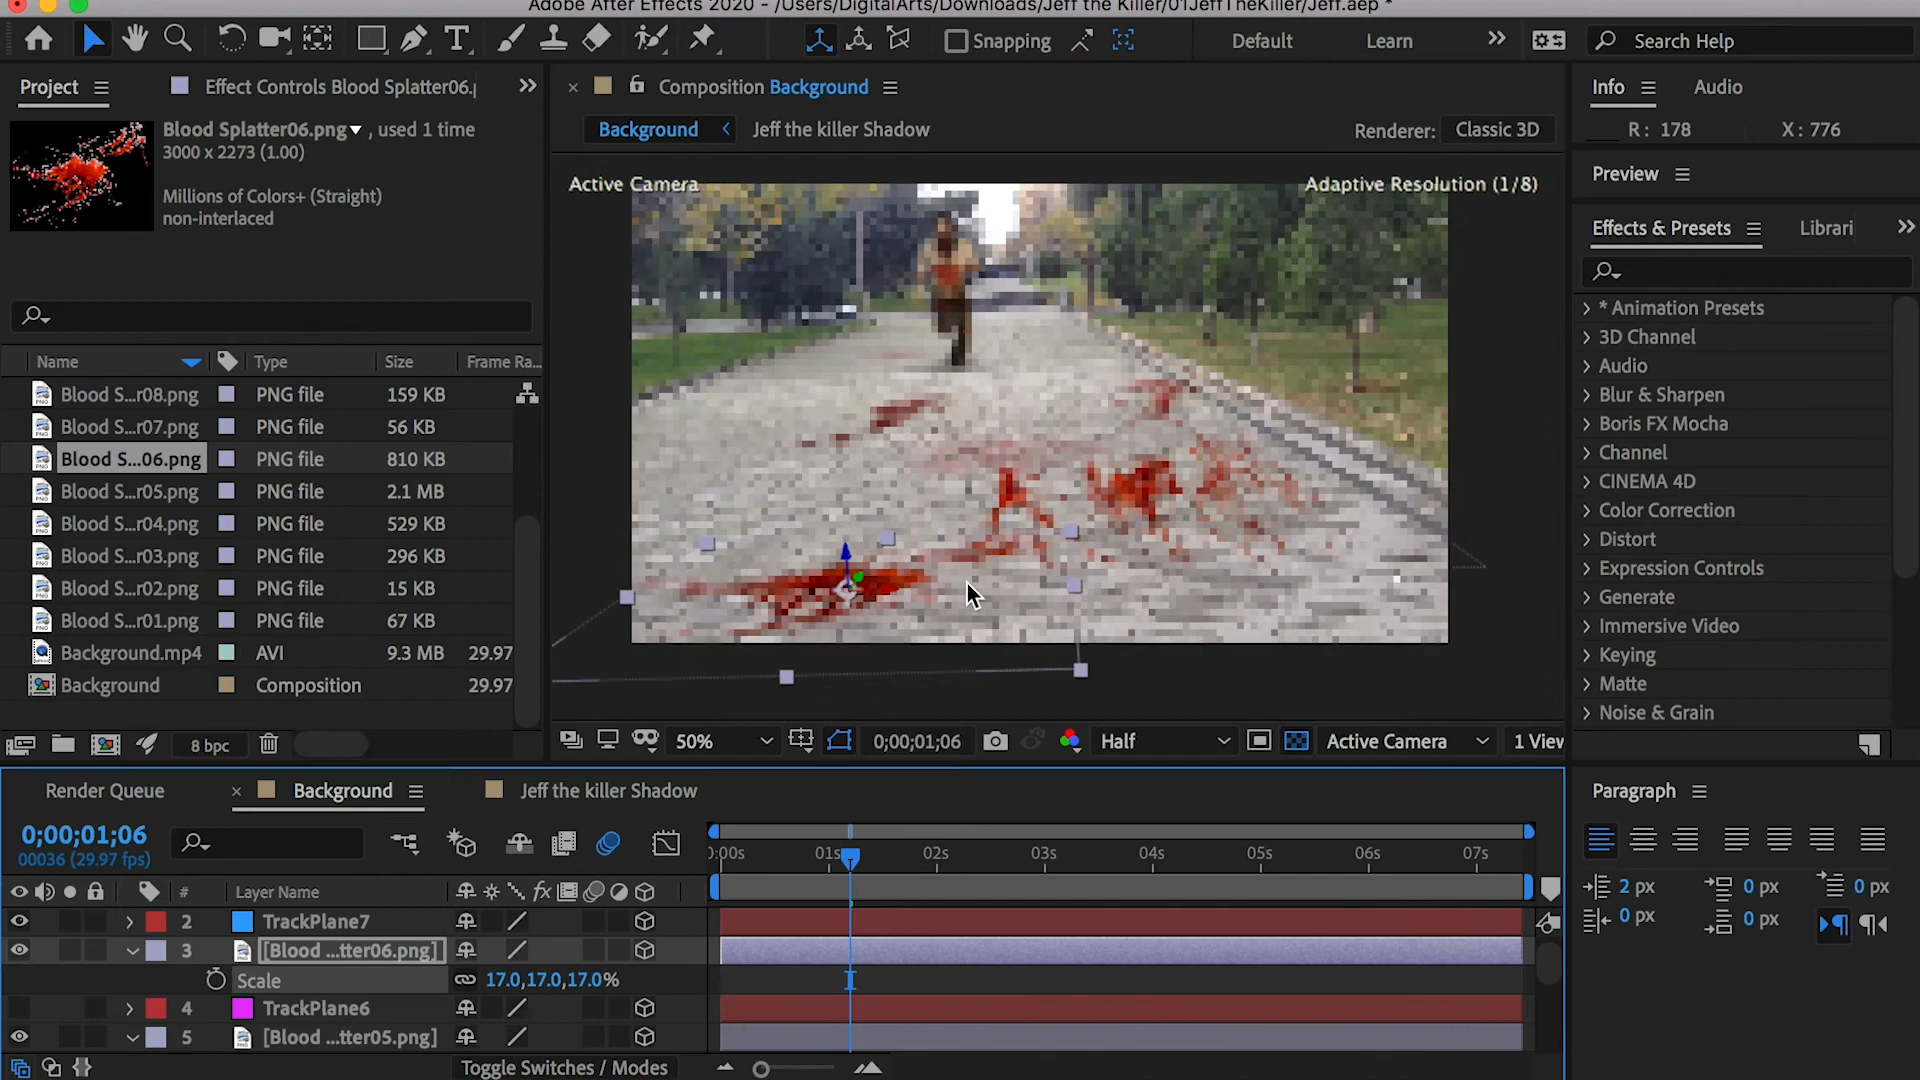 Adobe After Effects 2020 - /Users/DigitalArts/Downloads/Jeff the Killer/01JeffTheKiller/Jeff.aep *
Snapping
Default
Learn
Search Help
Project
Effect Controls Blood Splatter06.p
Composition Background
Info
Audio
Blood Splatter06.png , used 1 time
3000 x 2273 (1.00)
Millions of Colors+ (Straight)
non-interlaced
Background
Jeff the killer Shadow
Renderer:
Classic 3D
R: 178
X: 776
Active Camera
Adaptive Resolution (1/8)
Preview
Effects & Presets
Librari
Name
Type
Size
Frame Ra...
Blood S...r08.png PNG file 159 KB
Blood S...r07.png PNG file 56 KB
Blood S...06.png PNG file 810 KB
Blood S...r05.png PNG file 2.1 MB
Blood S...r04.png PNG file 529 KB
Blood S...r03.png PNG file 296 KB
Blood S...r02.png PNG file 15 KB
Blood S...r01.png PNG file 67 KB
Background.mp4 AVI 9.3 MB 29.97
Background Composition 29.97
8 bpc
* Animation Presets
3D Channel
Audio
Blur & Sharpen
Boris FX Mocha
Channel
CINEMA 4D
Color Correction
Distort
Expression Controls
Generate
Immersive Video
Keying
Matte
Noise & Grain
50%
0;00;01;06
Half
Active Camera
1 View
Render Queue
Background
Jeff the killer Shadow
0;00;01;06
00036 (29.97 fps)
0:00s
01s
02s
03s
04s
05s
06s
07s
# Layer Name
fx
2 TrackPlane7
3 [Blood ...tter06.png]
Scale 17.0,17.0,17.0%
4 TrackPlane6
5 [Blood ...tter05.png]
Toggle Switches / Modes
Paragraph
2 px
0 px
0 px
0 px
0 px